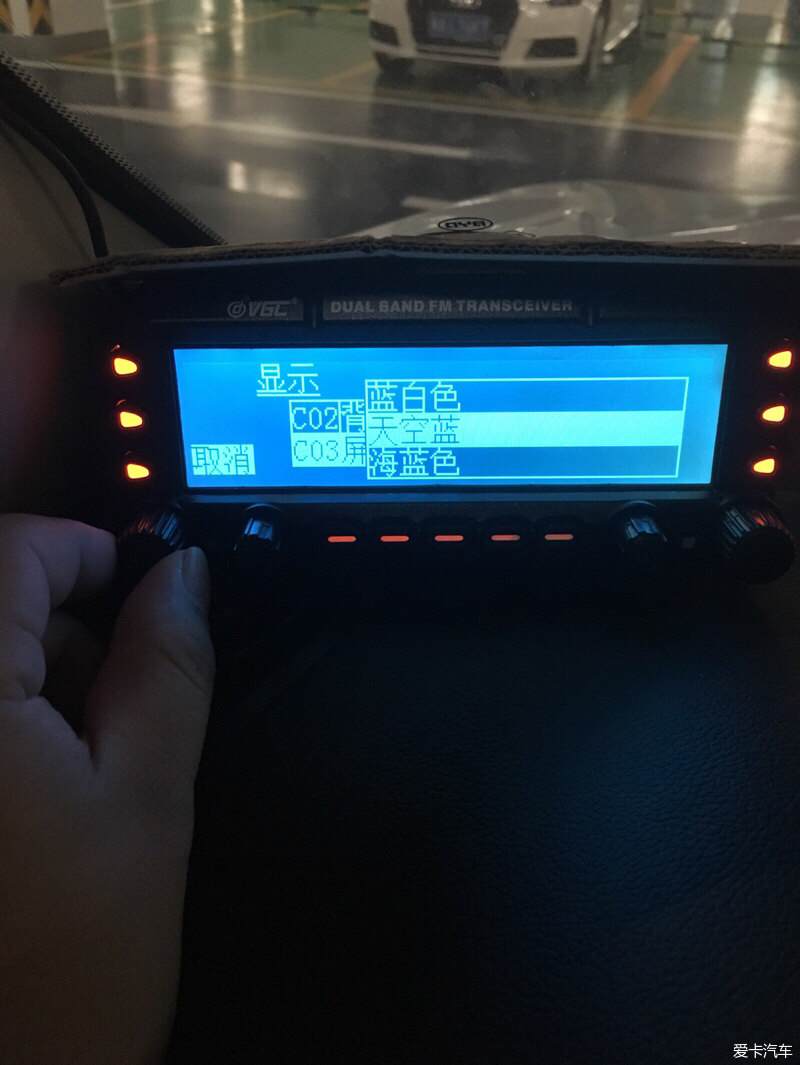 VGC
DUAL BAND FM TRANSCEIVER
显示
蓝白色
C02背
天空蓝
C03屏
取消
海蓝色
爱卡汽车